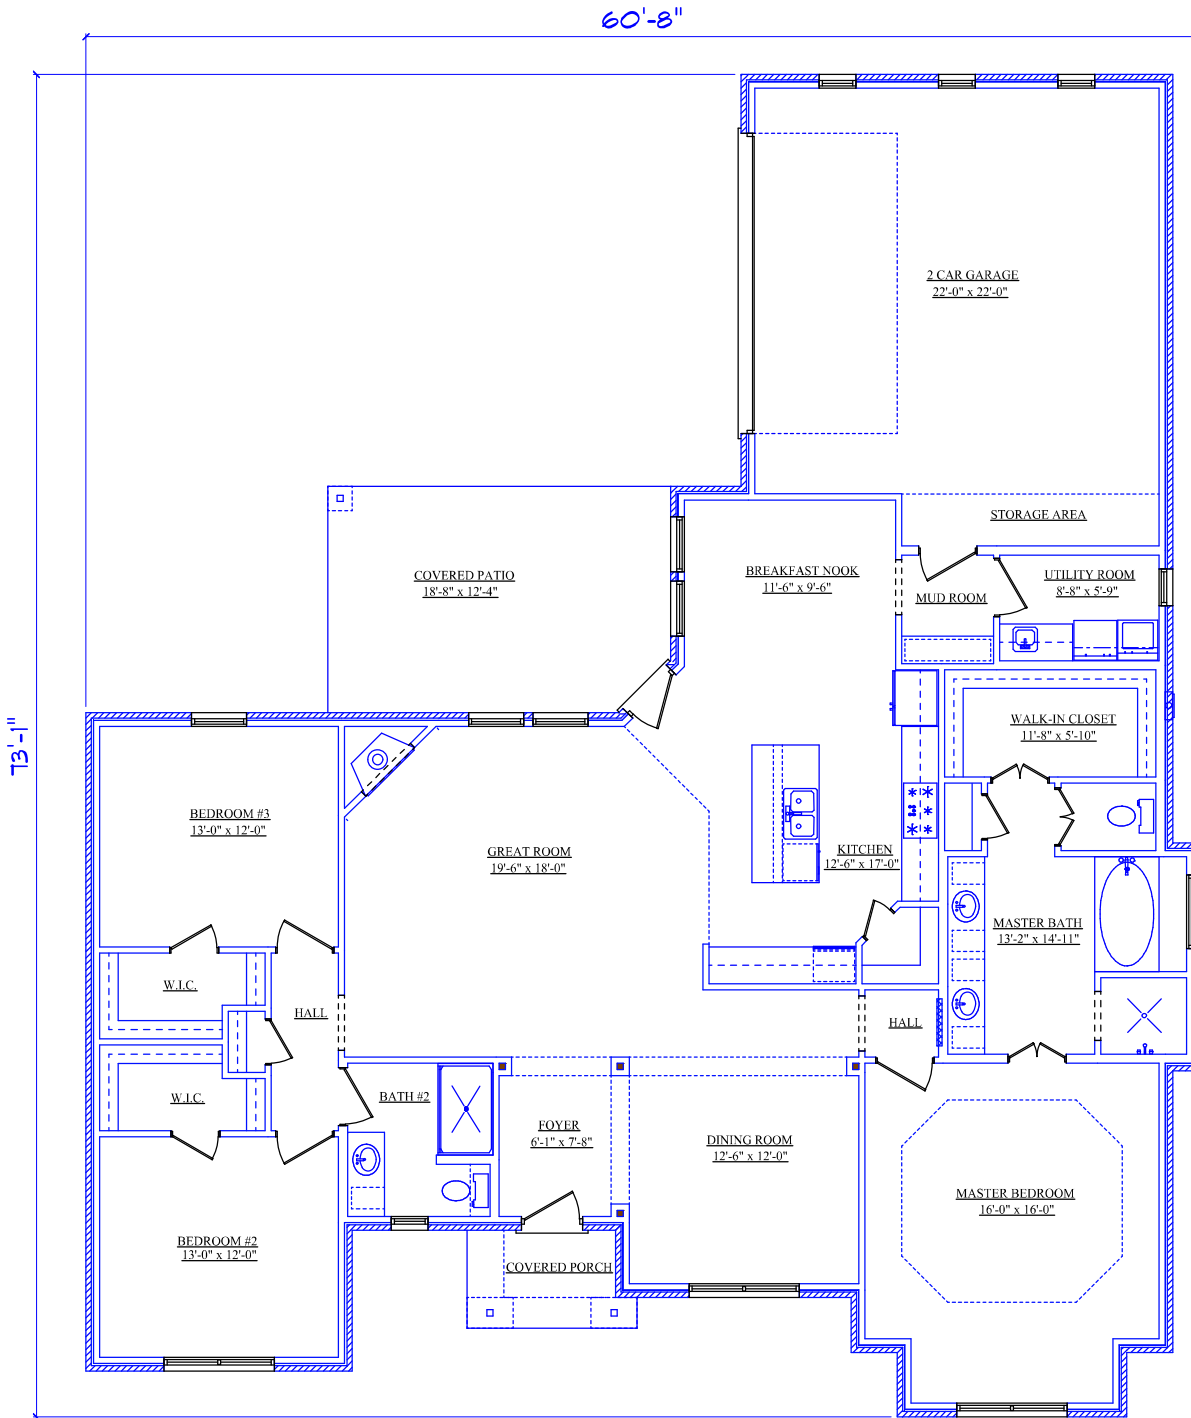 60'-8"
73'-1"
2 CAR GARAGE
22'-0" x 22'-0"
STORAGE AREA
COVERED PATIO
18'-8" x 12'-4"
BREAKFAST NOOK
11'-6" x 9'-6"
MUD ROOM
UTILITY ROOM
8'-8" x 5'-9"
WALK-IN CLOSET
11'-8" x 5'-10"
BEDROOM #3
13'-0" x 12'-0"
GREAT ROOM
19'-6" x 18'-0"
KITCHEN
12'-6" x 17'-0"
MASTER BATH
13'-2" x 14'-11"
W.I.C.
HALL
HALL
W.I.C.
BATH #2
FOYER
6'-1" x 7'-8"
DINING ROOM
12'-6" x 12'-0"
MASTER BEDROOM
16'-0" x 16'-0"
BEDROOM #2
13'-0" x 12'-0"
COVERED PORCH